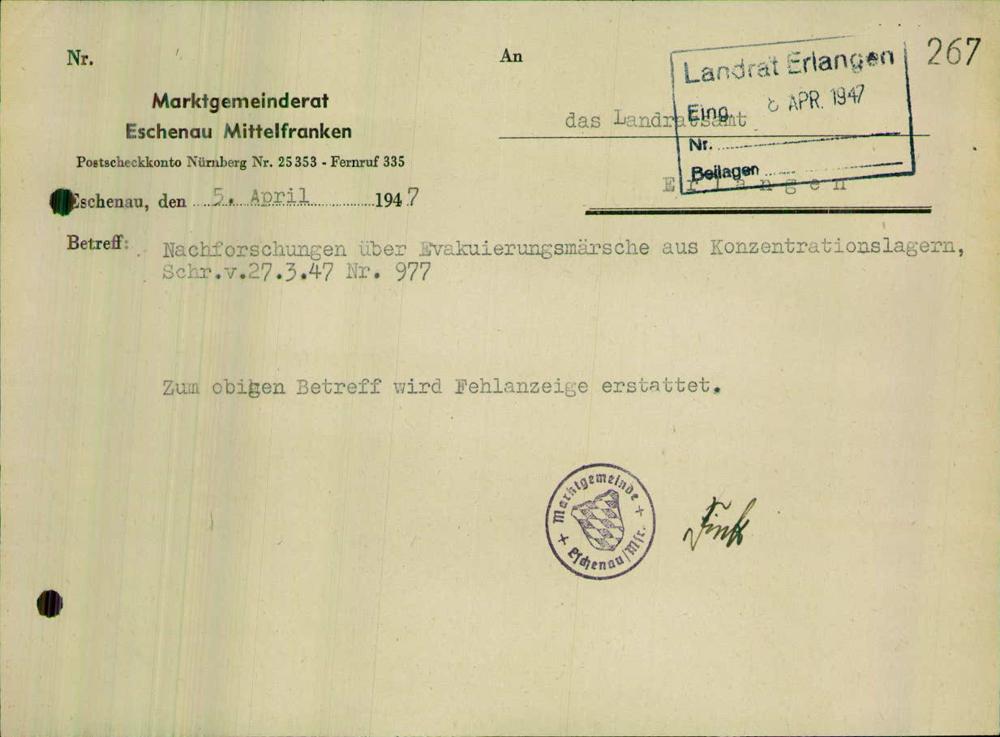 Nr.
An
267
Landrat Erlangen
Eing. 8 APR. 1947
Nr.
Beilagen
Marktgemeinderat
Eschenau Mittelfranken
Postscheckkonto Nürnberg Nr. 25353 - Fernruf 335
das Landratsamt
Erlangen
Eschenau, den 5. April 1947
Betreff: Nachforschungen über Evakuierungsmärsche aus Konzentrationslagern,
Schr.v.27.3.47 Nr. 977
Zum obigen Betreff wird Fehlanzeige erstattet.
Marktgemeinde
Eschenau/Mfr.